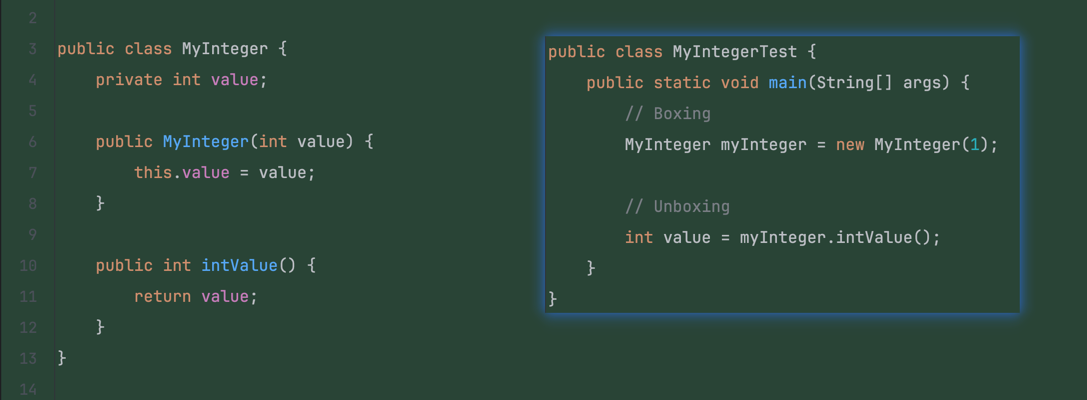 2
3 public class MyInteger {
4 private int value;
5
6 public MyInteger(int value) {
7 this.value = value;
8 }
9
10 public int intValue() {
11 return value;
12 }
13 }
14
public class MyIntegerTest {
public static void main(String[] args) {
// Boxing
MyInteger myInteger = new MyInteger(1);
// Unboxing
int value = myInteger.intValue();
}
}